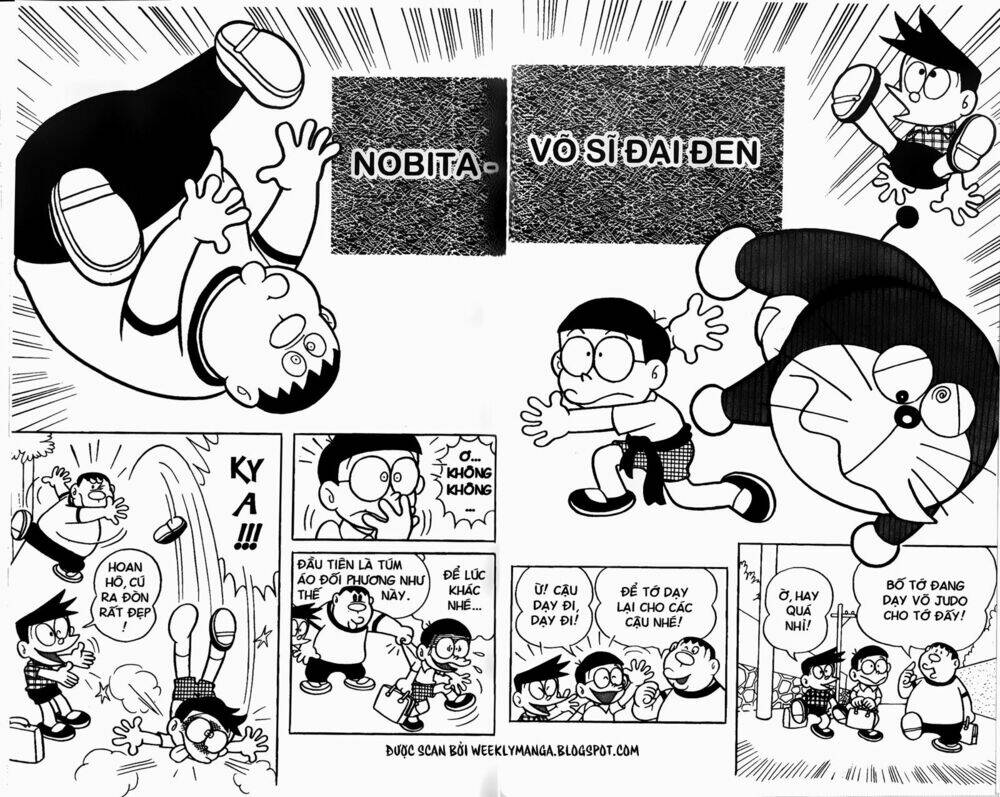 NOBITA - VÕ SĨ ĐAI ĐEN
BỐ TỚ ĐANG
DẠY VÕ JUDO
CHO TỚ ĐẤY!
Ờ, HAY
QUÁ
NHỈ!
ĐỂ TỚ DẠY
LẠI CHO CÁC
CẬU NHÉ!
Ừ! CẬU
DẠY ĐI,
DẠY ĐI!
Ơ...
KHÔNG
KHÔNG
...
ĐẦU TIÊN LÀ TÚM
ÁO ĐỐI PHƯƠNG NHƯ
THẾ NÀY.
ĐỂ LÚC
KHÁC
NHÉ...
KY
A
!!!
HOAN
HÔ, CÚ
RA ĐÒN
RẤT ĐẸP
!
ĐƯỢC SCAN BỞI WEEKLYMANGA.BLOGSPOT.COM